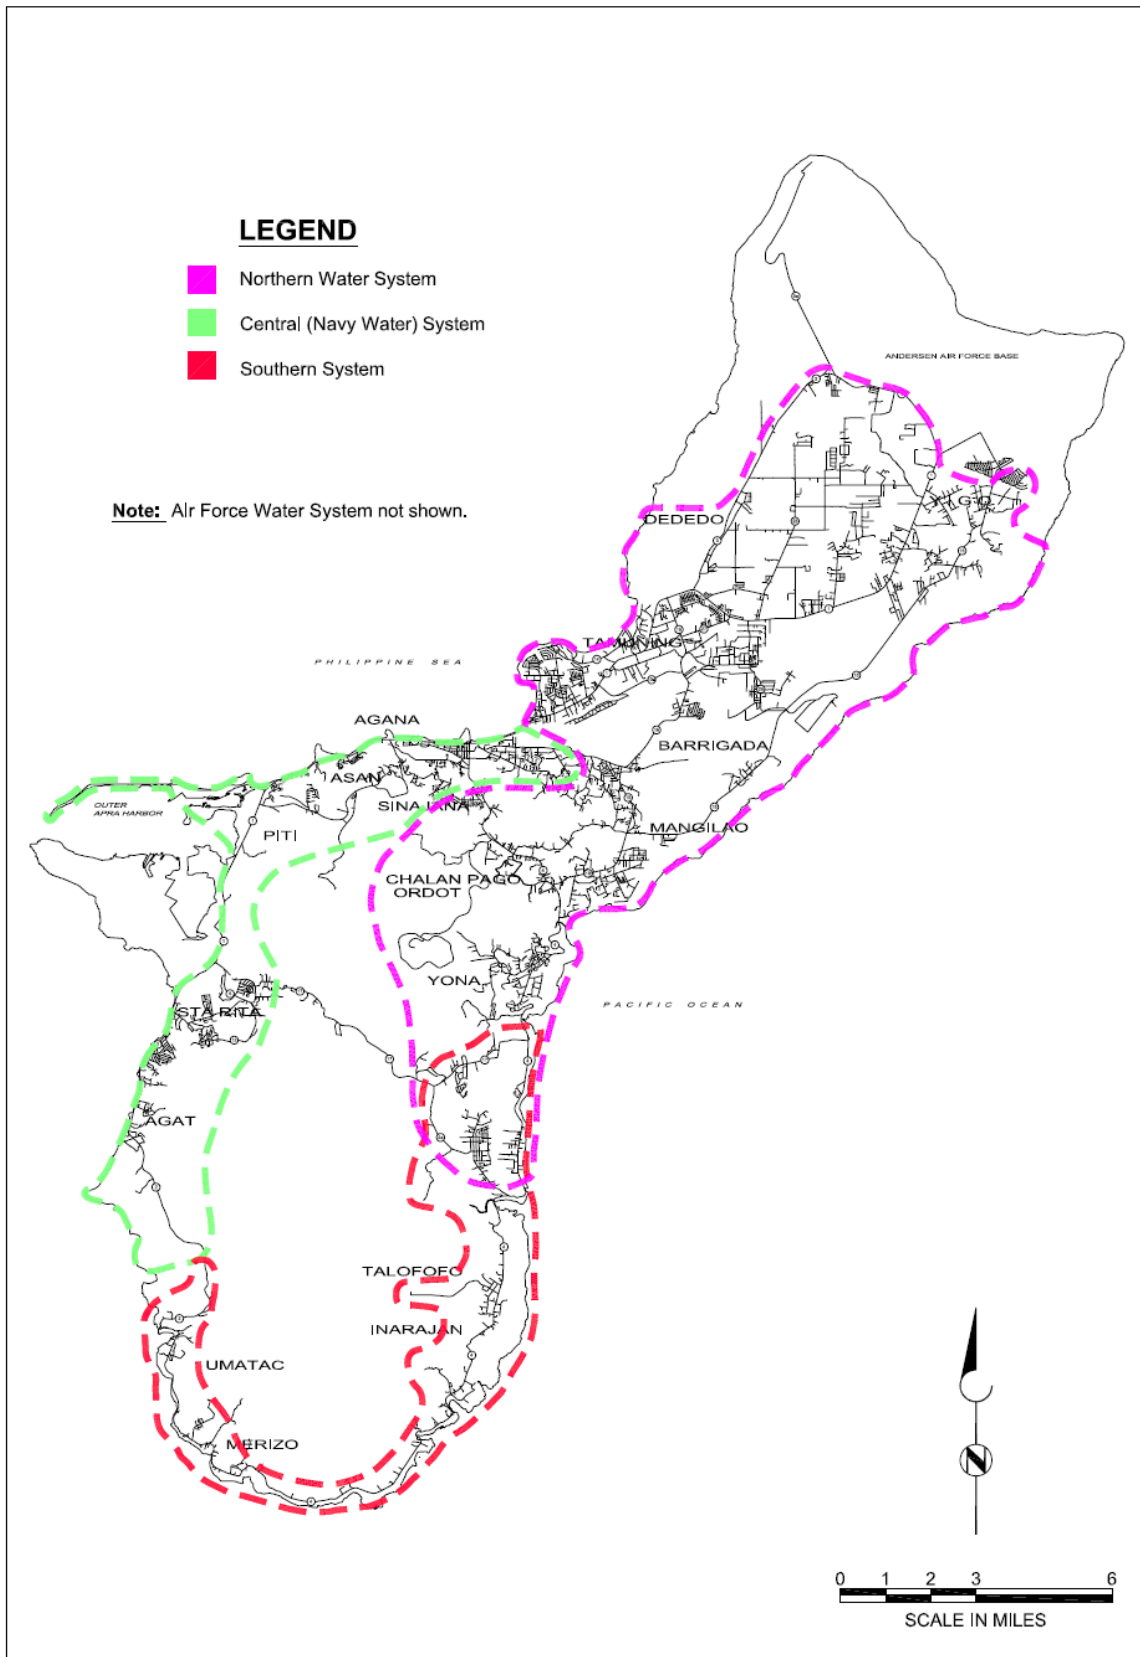 LEGEND
Northern Water System
Central (Navy Water) System
Southern System
ANDERSEN AIR FORCE BASE
Note: Air Force Water System not shown.
YIGO
DEDEDO
TAMUNING
PHILIPPINE SEA
AGANA
BARRIGADA
ASAN
OUTER
APRA HARBOR
SINAJANA
PITI
MANGILAO
CHALAN PAGO
ORDOT
YONA
PACIFIC OCEAN
STA RITA
AGAT
TALOFOFO
INARAJAN
UMATAC
MERIZO
N
0 1 2 3 6
SCALE IN MILES